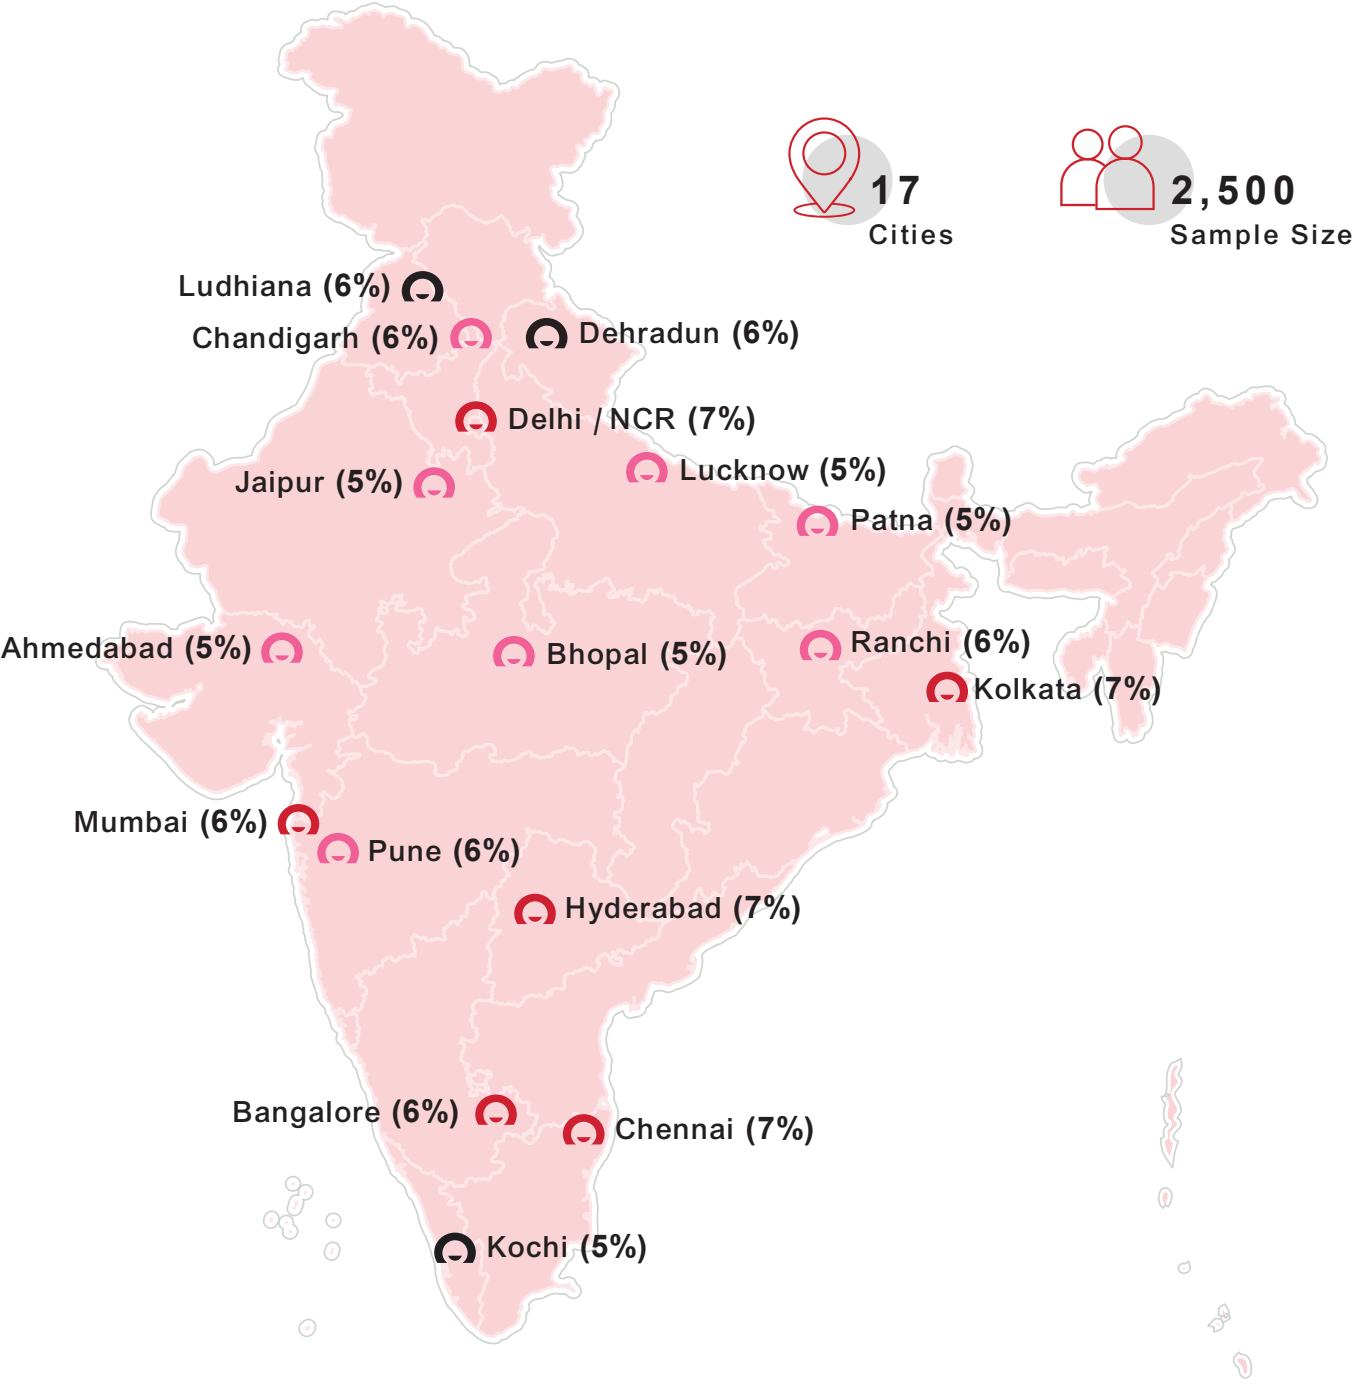 17
Cities
2,500
Sample Size
Ludhiana (6%)
Chandigarh (6%)
Dehradun (6%)
Delhi / NCR (7%)
Jaipur (5%)
Lucknow (5%)
Patna (5%)
Ahmedabad (5%)
Bhopal (5%)
Ranchi (6%)
Kolkata (7%)
Mumbai (6%)
Pune (6%)
Hyderabad (7%)
Bangalore (6%)
Chennai (7%)
Kochi (5%)